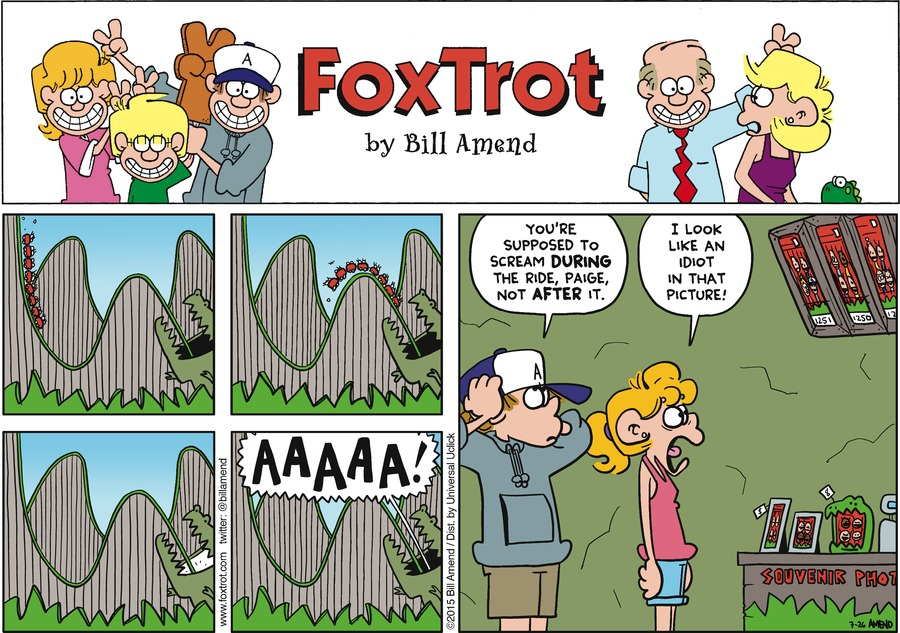 A
FOXTROT
by Bill Amend
www.foxtrot.com twitter: @billamend
AAAAA!
©2015 Bill Amend / Dist. by Universal Uclick
YOU'RE
SUPPOSED TO
SCREAM DURING
THE RIDE, PAIGE,
NOT AFTER IT.
I LOOK
LIKE AN
IDIOT
IN THAT
PICTURE!
1251
1250
12
A
SOUVENIR PHOT
7-26 AMEND